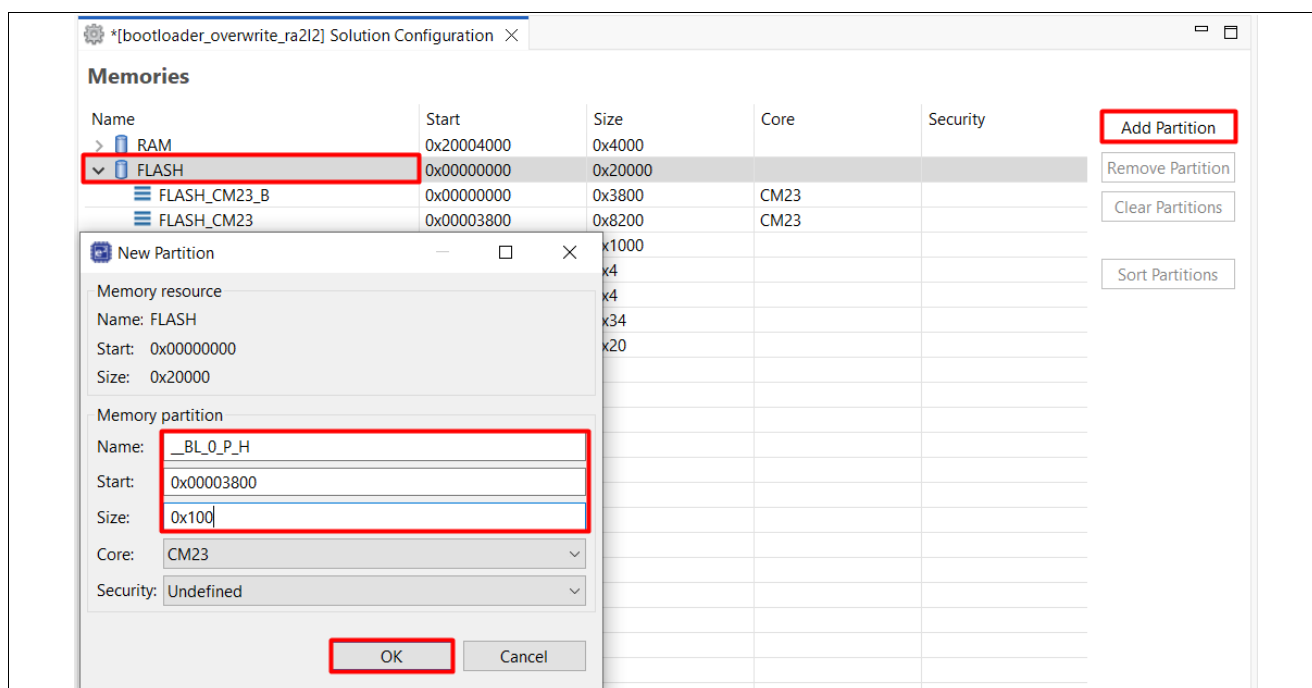 *[bootloader_overwrite_ra2l2] Solution Configuration
Memories
Name Start Size Core Security
Add Partition
RAM 0x20004000 0x4000
FLASH 0x00000000 0x20000
Remove Partition
FLASH_CM23_B 0x00000000 0x3800 CM23
Clear Partitions
FLASH_CM23 0x00003800 0x8200 CM23
New Partition
x1000
x4
Sort Partitions
Memory resource
x4
Name: FLASH
x34
Start: 0x00000000
x20
Size: 0x20000
Memory partition
Name: __BL_0_P_H
Start: 0x00003800
Size: 0x100
Core: CM23
Security: Undefined
OK Cancel